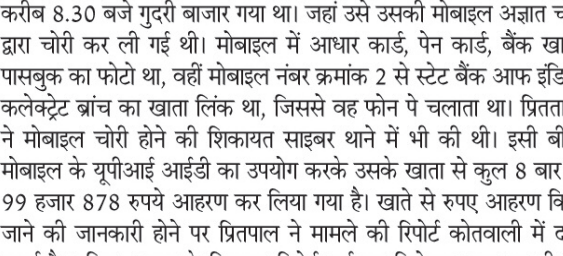 करीब 8.30 बजे गुदरी बाजार गया था। जहां उसे उसकी मोबाइल अज्ञात
द्वारा चोरी कर ली गई थी। मोबाइल में आधार कार्ड, पेन कार्ड, बैंक खा
पासबुक का फोटो था, वहीं मोबाइल नंबर क्रमांक 2 से स्टेट बैंक आफ इंडि
कलेक्ट्रेट ब्रांच का खाता लिंक था, जिससे वह फोन पे चलाता था। प्रितता
ने मोबाइल चोरी होने की शिकायत साइबर थाने में भी की थी। इसी बी
मोबाइल के यूपीआई आईडी का उपयोग करके उसके खाता से कुल 8 बार
99 हजार 878 रुपये आहरण कर लिया गया है। खाते से रुपए आहरण कि
जाने की जानकारी होने पर प्रितपाल ने मामले की रिपोर्ट कोतवाली में द